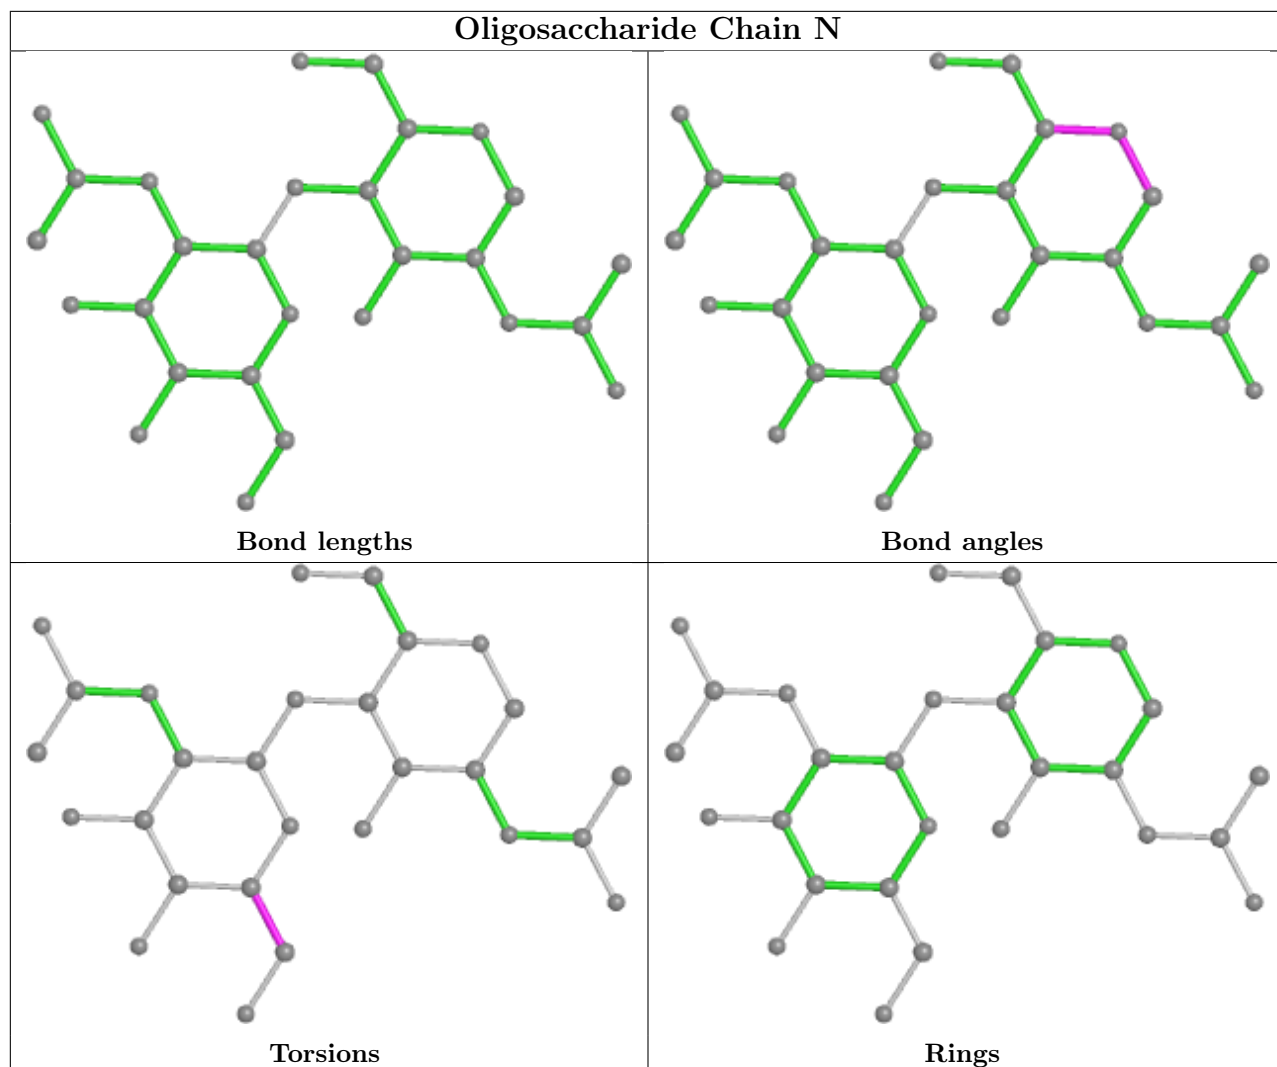 Oligosaccharide Chain N
Bond lengths
Bond angles
Torsions
Rings